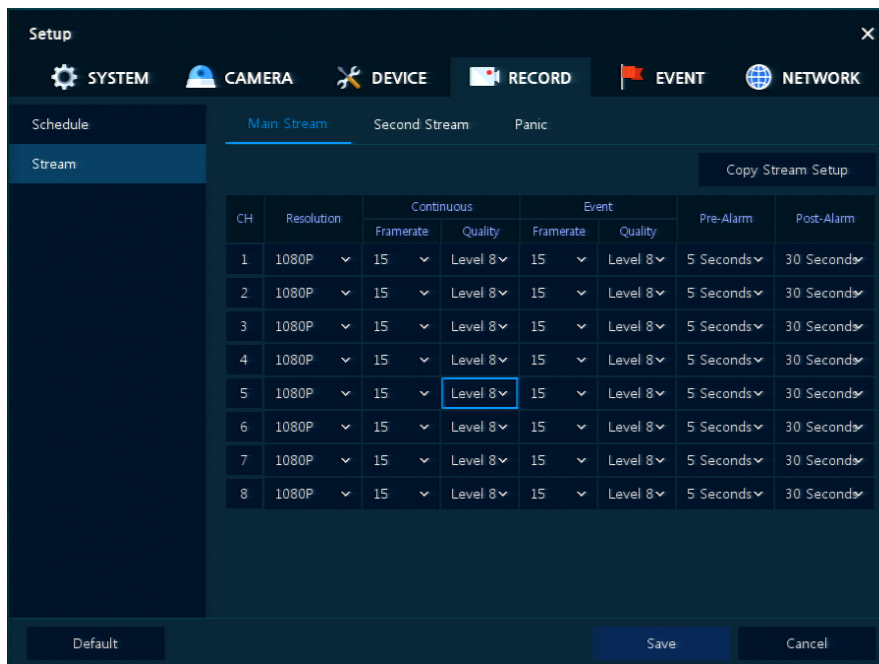 Setup
SYSTEM CAMERA DEVICE RECORD EVENT NETWORK
Schedule Main Stream Second Stream Panic
Stream Copy Stream Setup
CH Resolution Continuous Event Pre-Alarm Post-Alarm
Framerate Quality Framerate Quality
1 1080P 15 Level 8 15 Level 8 5 Seconds 30 Seconds
2 1080P 15 Level 8 15 Level 8 5 Seconds 30 Seconds
3 1080P 15 Level 8 15 Level 8 5 Seconds 30 Seconds
4 1080P 15 Level 8 15 Level 8 5 Seconds 30 Seconds
5 1080P 15 Level 8 15 Level 8 5 Seconds 30 Seconds
6 1080P 15 Level 8 15 Level 8 5 Seconds 30 Seconds
7 1080P 15 Level 8 15 Level 8 5 Seconds 30 Seconds
8 1080P 15 Level 8 15 Level 8 5 Seconds 30 Seconds
Default Save Cancel